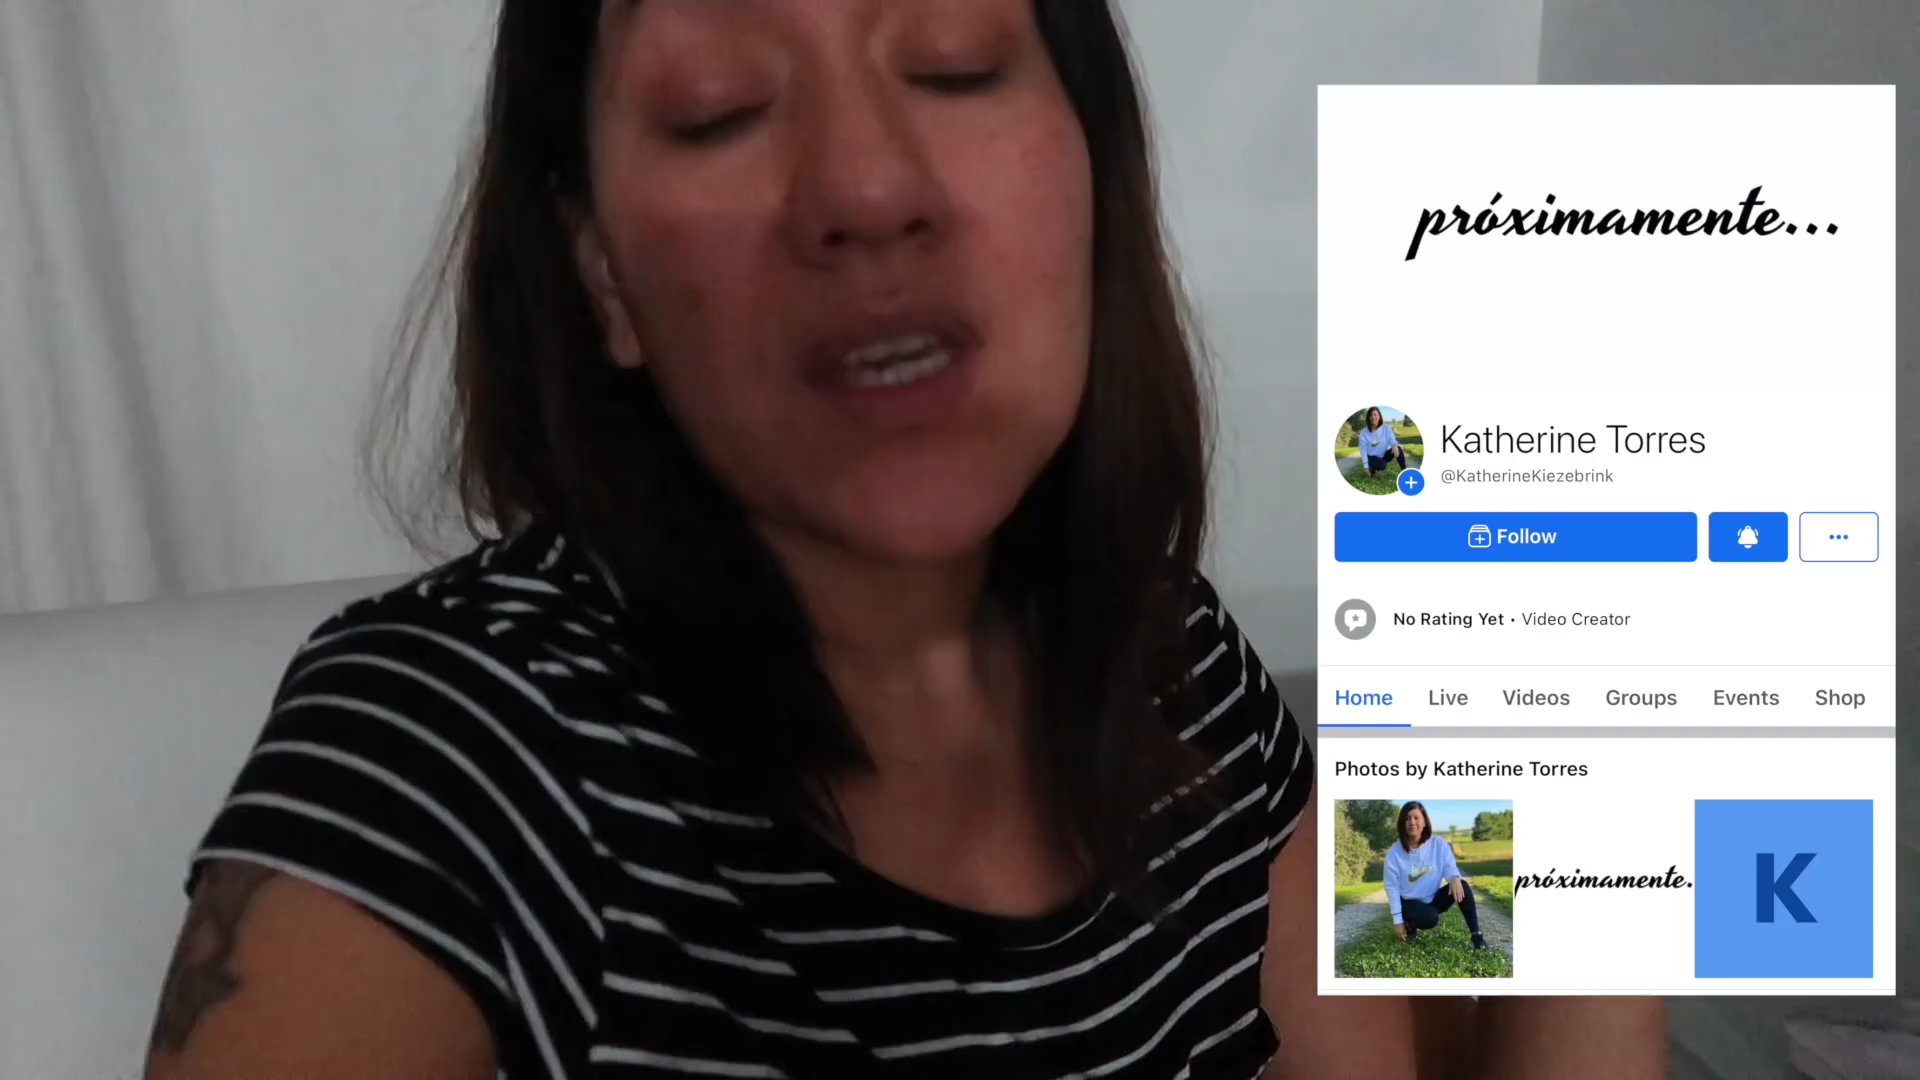 próximamente...
Katherine Torres
@KatherineKiezebrink
Follow
No Rating Yet • Video Creator
Home Live Videos Groups Events Shop
Photos by Katherine Torres
próximamente.
K